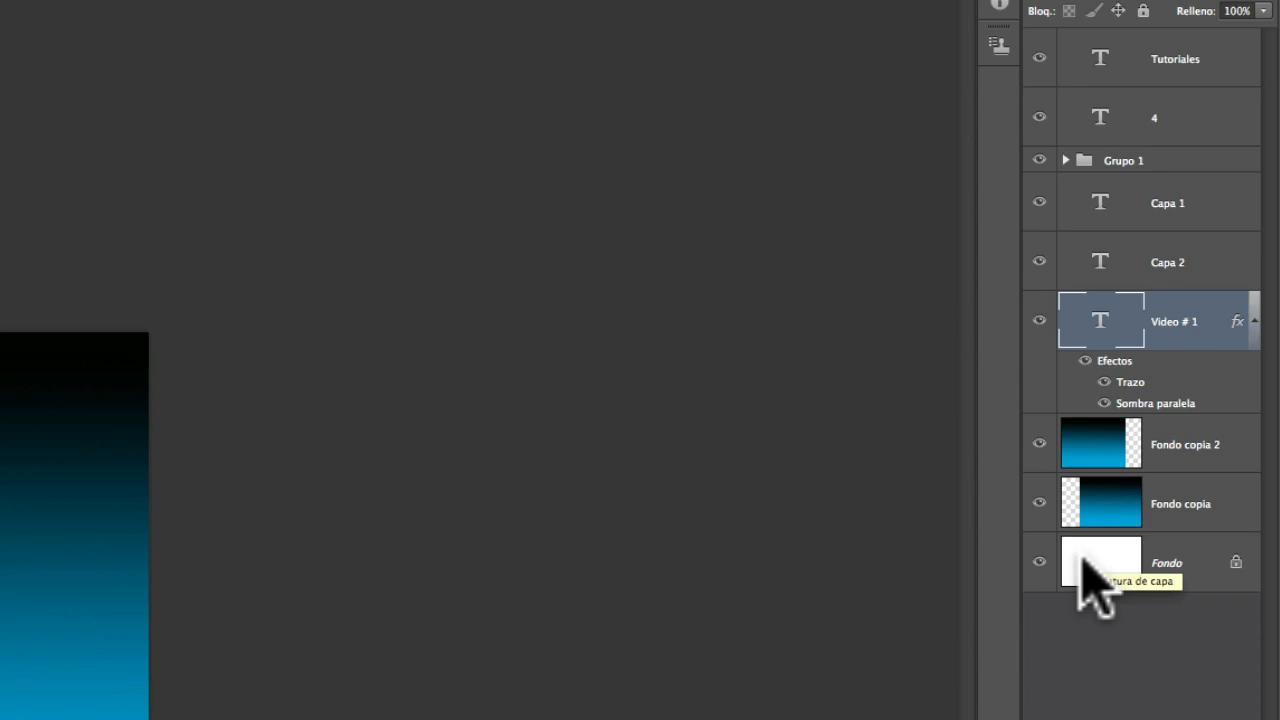 Bloq.: Relleno: 100%
Tutoriales
4
Grupo 1
Capa 1
Capa 2
Video # 1 fx
Efectos
Trazo
Sombra paralela
Fondo copia 2
Fondo copia
Fondo
de capa